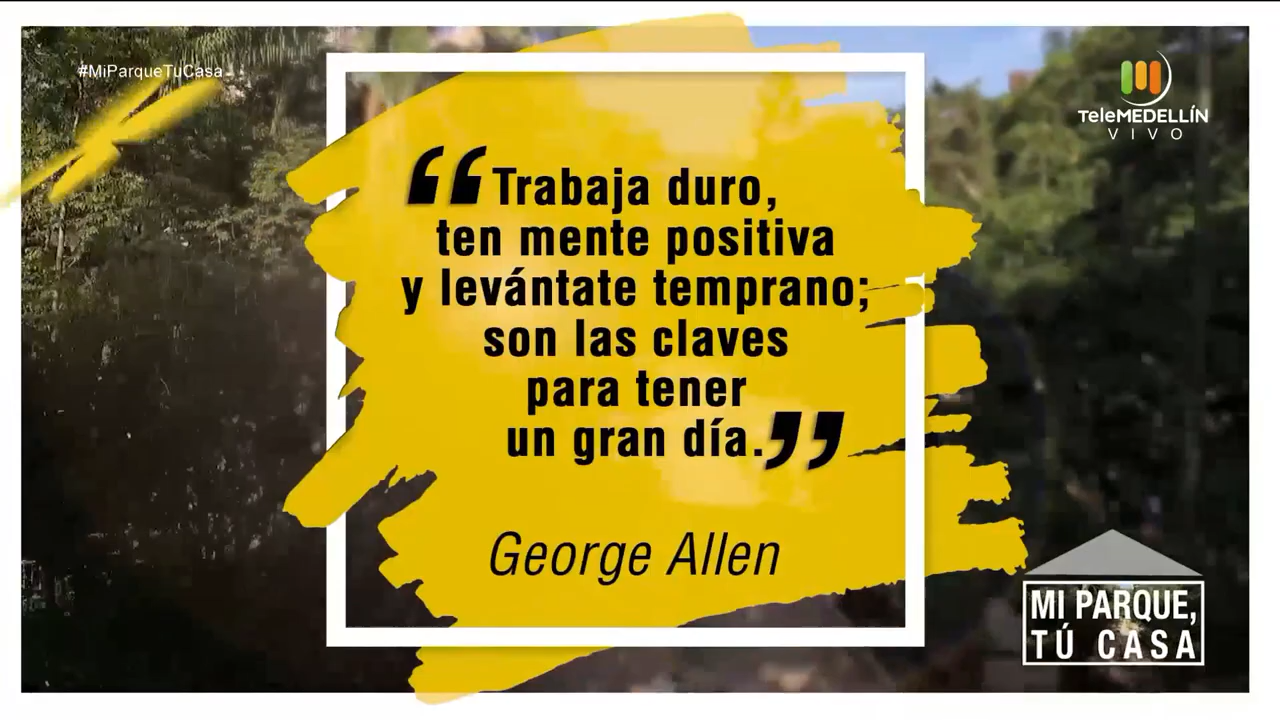 #MiParqueTuCasa
TeleMEDELLÍN
VIVO
“Trabaja duro,
ten mente positiva
y levántate temprano;
son las claves
para tener
un gran día.”
George Allen
MI PARQUE,
TÚ CASA